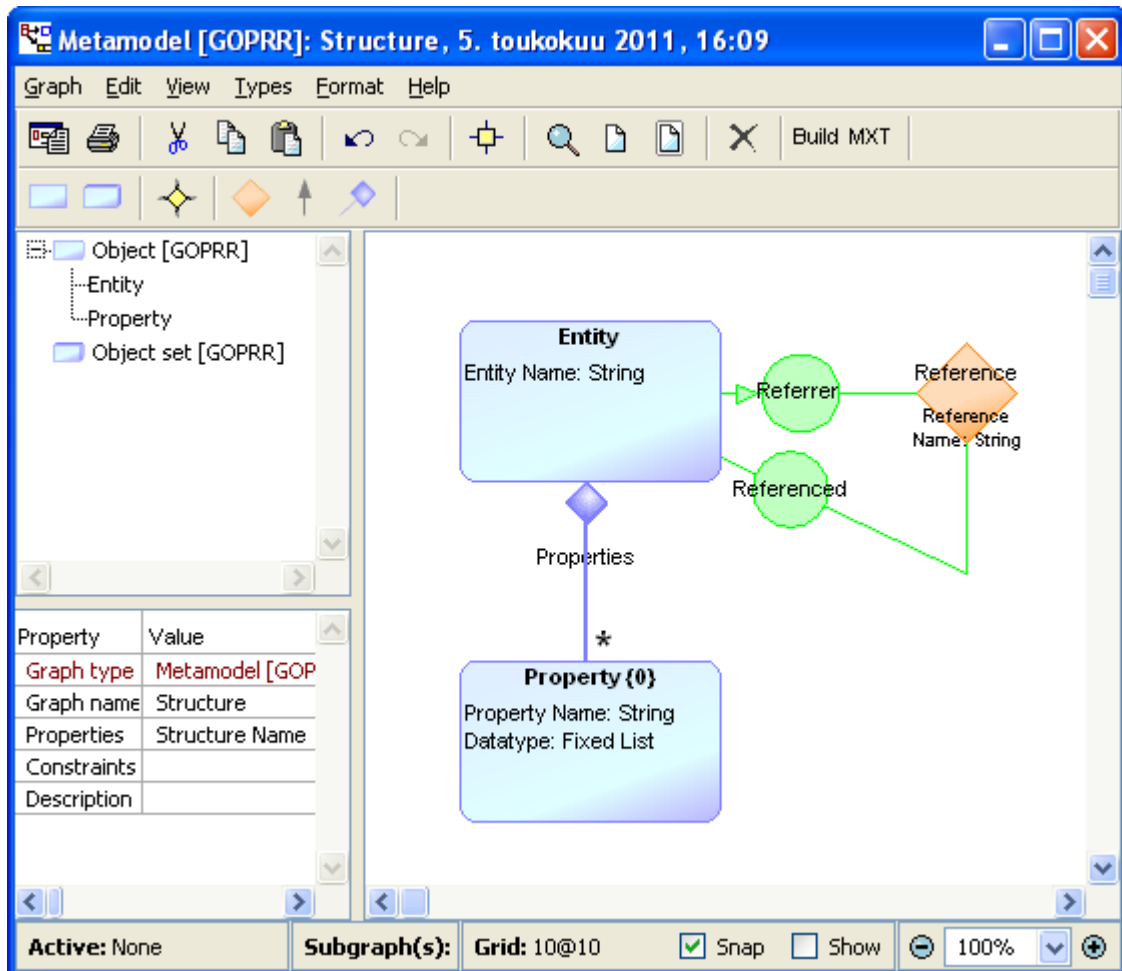 Metamodel [GOPRR]: Structure, 5. toukokuu 2011, 16:09
Graph Edit View Types Format Help
Build MXT
Object [GOPRR]
Entity
Property
Object set [GOPRR]
Property Value
Graph type Metamodel [GOP
Graph name Structure
Properties Structure Name
Constraints
Description
Entity
Entity Name: String
Referrer
Reference
Reference
Name: String
Referenced
Properties
*
Property {0}
Property Name: String
Datatype: Fixed List
Active: None Subgraph(s): Grid: 10@10 Snap Show 100%